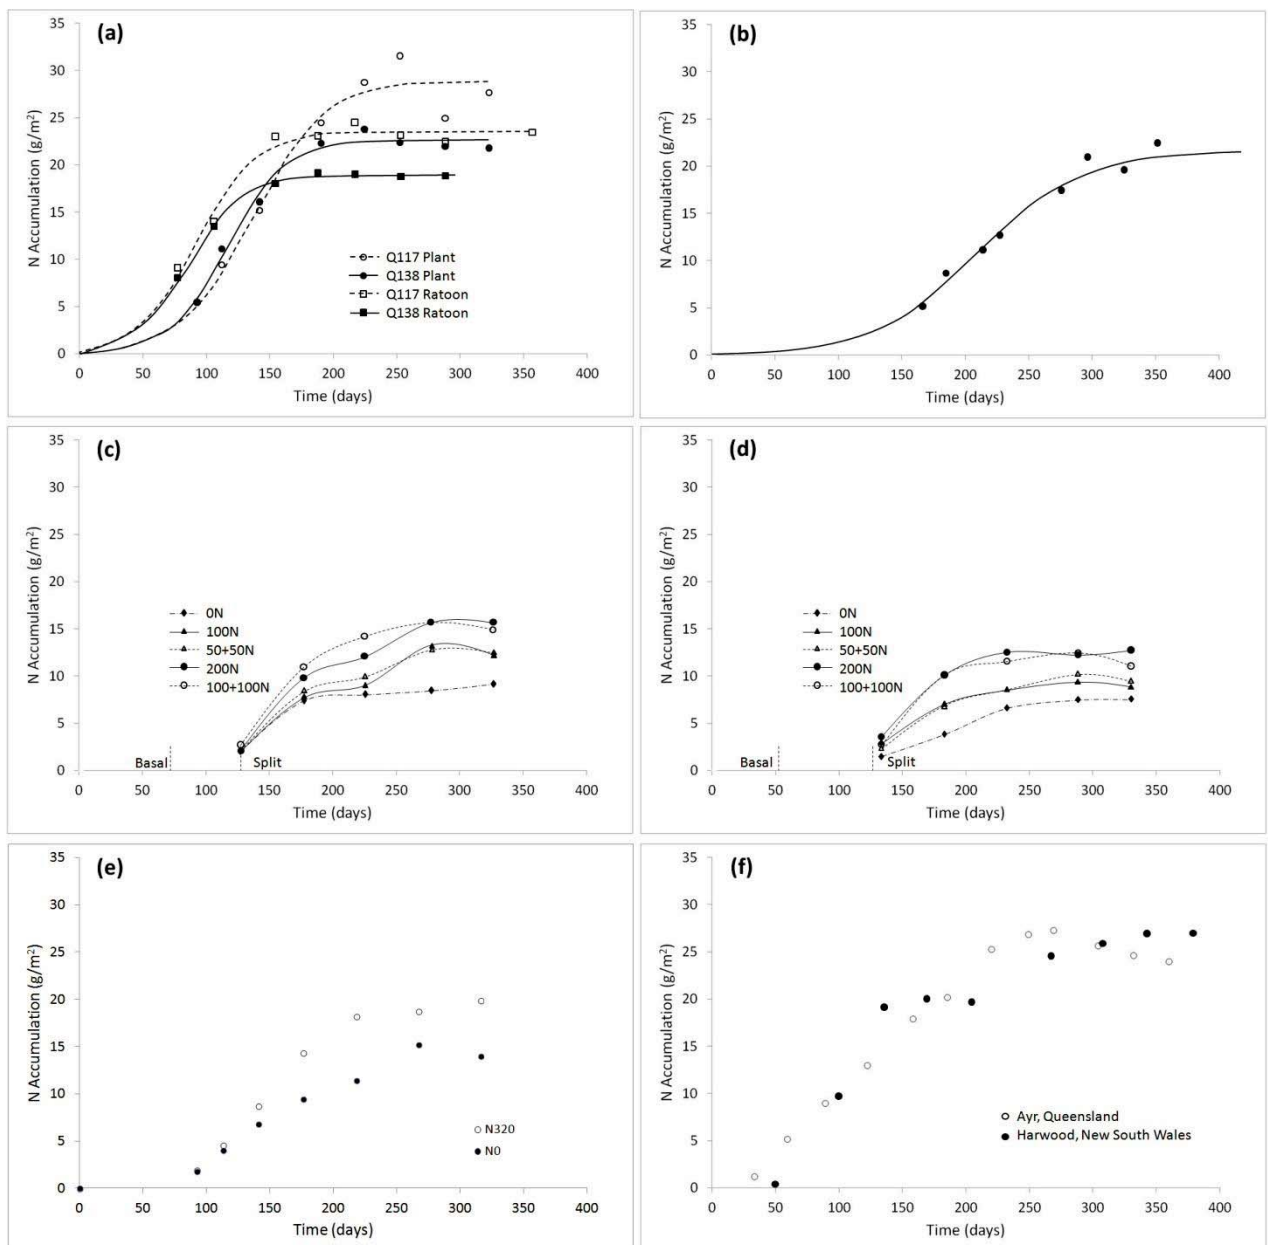 (a)
35
30
25
20
15
10
5
0
N Accumulation (g/m²)
0 50 100 150 200 250 300 350 400
Time (days)
Q117 Plant
Q138 Plant
Q117 Ratoon
Q138 Ratoon
(b)
35
30
25
20
15
10
5
0
N Accumulation (g/m²)
0 50 100 150 200 250 300 350 400
Time (days)
(c)
35
30
25
20
15
10
5
0
N Accumulation (g/m²)
0N
100N
50+50N
200N
100+100N
Basal Split
0 50 100 150 200 250 300 350 400
Time (days)
(d)
35
30
25
20
15
10
5
0
N Accumulation (g/m²)
0N
100N
50+50N
200N
100+100N
Basal Split
0 50 100 150 200 250 300 350 400
Time (days)
(e)
35
30
25
20
15
10
5
0
N Accumulation (g/m²)
N320
N0
0 50 100 150 200 250 300 350 400
Time (days)
(f)
35
30
25
20
15
10
5
0
N Accumulation (g/m²)
Ayr, Queensland
Harwood, New South Wales
0 50 100 150 200 250 300 350 400
Time (days)